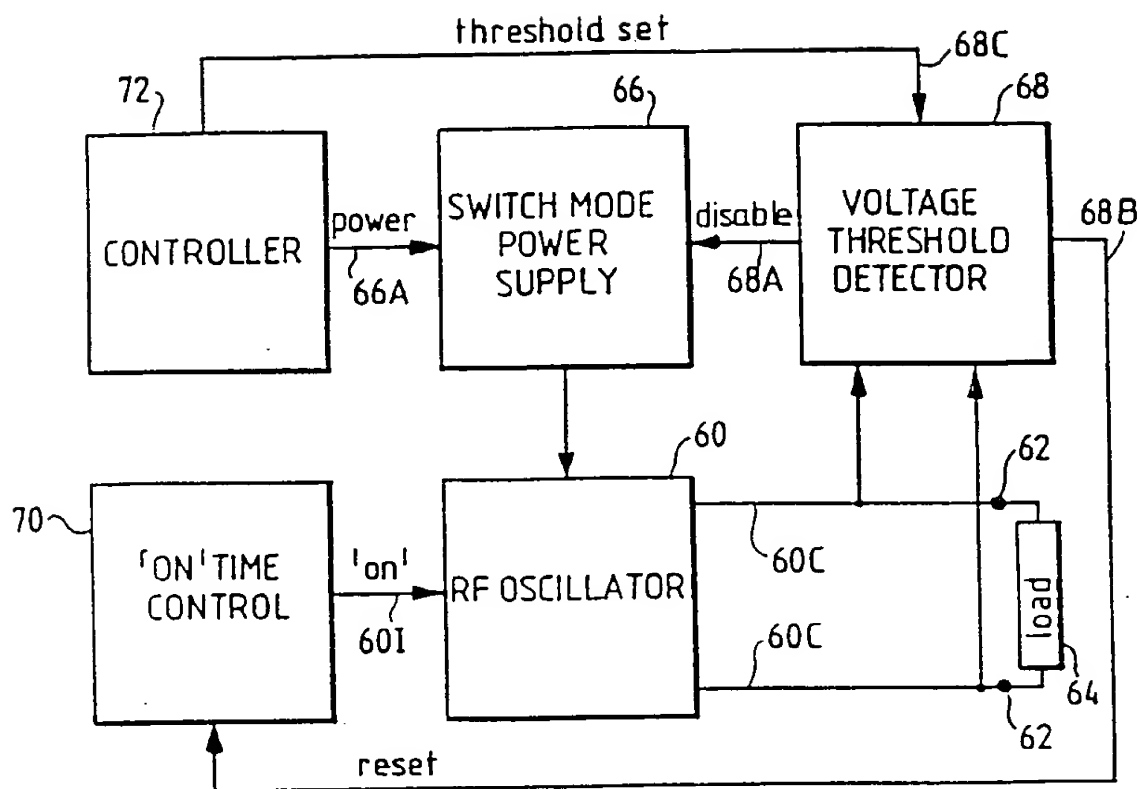 threshold set
68C
72
66
68
CONTROLLER
power
66A
SWITCH MODE
POWER
SUPPLY
disable
68A
VOLTAGE
THRESHOLD
DETECTOR
68B
70
'ON' TIME
CONTROL
'on'
60I
60
RF OSCILLATOR
60C
60C
62
load
64
62
reset